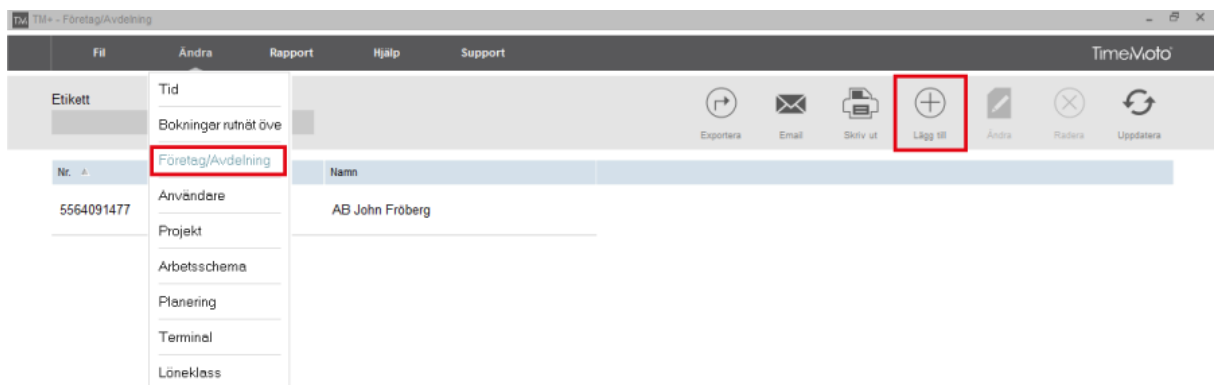 TM TM+ - Företag/Avdelning
Fil Ändra Rapport Hjälp Support TimeMoto
Etikett
Exportera Email Skriv ut Lägg till Ändra Radera Uppdatera
Tid
Bokningar rutnät öve
Företag/Avdelning
Användare
Projekt
Arbetsschema
Planering
Terminal
Löneklass
Nr. Namn
5564091477 AB John Fröberg